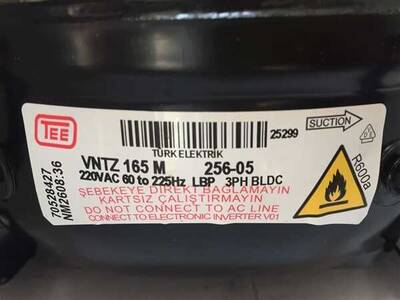 TEE
25299
SUCTION
TÜRK ELEKTRİK
VNTZ 165 M 256-05
220VAC 60 to 225Hz LBP 3PH BLDC
ŞEBEKEYE DİREKT BAĞLAMAYIN
KARTSIZ ÇALIŞTIRMAYIN
DO NOT CONNECT TO AC LINE
CONNECT TO ELECTRONIC INVERTER V01
70528427
NM2608:36
R600a